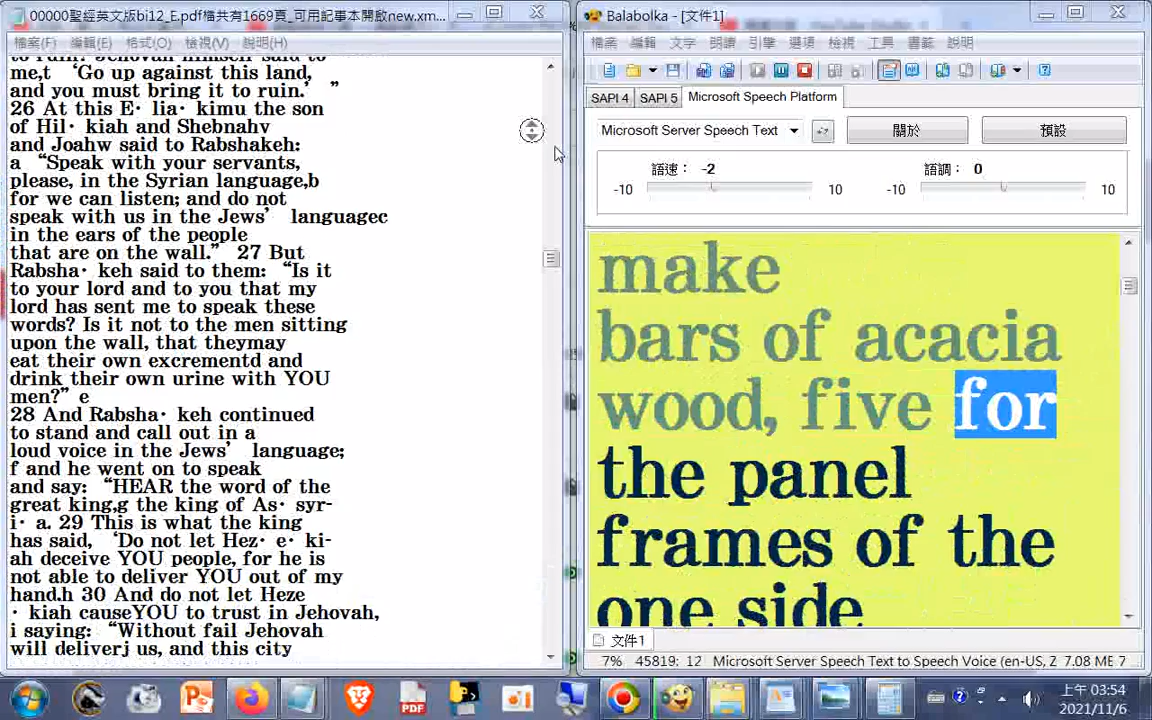 00000聖經英文版bi12_E.pdf檔共有1669頁_可用記事本開啟new.xm...
檔案(F) 編輯(E) 格式(O) 檢視(V) 說明(H)
me,t ‘Go up against this land,
and you must bring it to ruin.’ ”
26 At this E· lia· kimu the son
of Hil· kiah and Shebnahv
and Joahw said to Rabshakeh:
a “Speak with your servants,
please, in the Syrian language,b
for we can listen; and do not
speak with us in the Jews’ languagec
in the ears of the people
that are on the wall.” 27 But
Rabsha· keh said to them: “Is it
to your lord and to you that my
lord has sent me to speak these
words? Is it not to the men sitting
upon the wall, that theymay
eat their own excrementd and
drink their own urine with YOU
men?” e
28 And Rabsha· keh continued
to stand and call out in a
loud voice in the Jews’ language;
f and he went on to speak
and say: “HEAR the word of the
great king,g the king of As· syr-
i· a. 29 This is what the king
has said, ‘Do not let Hez· e· ki-
ah deceive YOU people, for he is
not able to deliver YOU out of my
hand.h 30 And do not let Heze
· kiah causeYOU to trust in Jehovah,
i saying: “Without fail Jehovah
will deliverj us, and this city
Balabolka - [文件1]
檔案 編輯 文字 朗讀 引擎 選項 檢視 工具 書籤 說明
SAPI 4 SAPI 5 Microsoft Speech Platform
Microsoft Server Speech Text 關於 預設
語速： -2 語調： 0
-10 10 -10 10
make
bars of acacia
wood, five for
the panel
frames of the
one side
文件1
7% 45819: 12 Microsoft Server Speech Text to Speech Voice (en-US, Z 7.08 ME 7
PDF
上午 03:54
2021/11/6